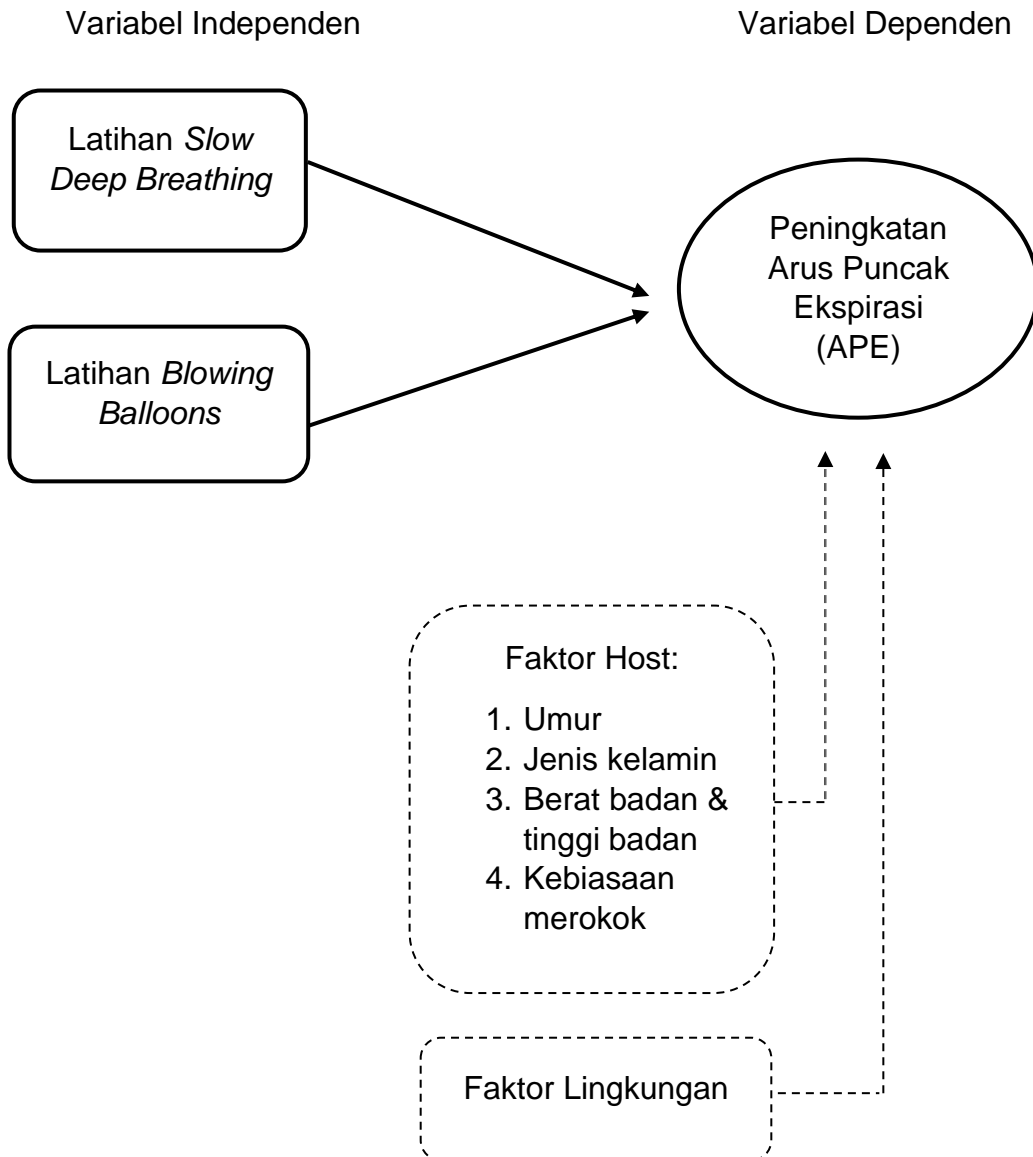 Variabel Independen
Variabel Dependen
Latihan Slow
Deep Breathing
Peningkatan
Arus Puncak
Ekspirasi
(APE)
Latihan Blowing
Balloons
Faktor Host:
1. Umur
2. Jenis kelamin
3. Berat badan &
tinggi badan
4. Kebiasaan
merokok
Faktor Lingkungan